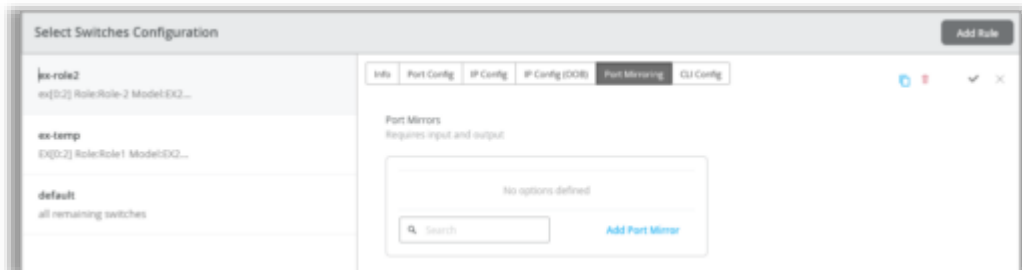 Select Switches Configuration
Add Rule
ex-role2
ex[0:2] Role:Role-2 Model:EX2...
ex-temp
EX[0:2] Role:Role1 Model:EX2...
default
all remaining switches
Info Port Config IP Config IP Config (OOB) Port Mirroring CLI Config
Port Mirrors
Requires input and output
No options defined
Search
Add Port Mirror